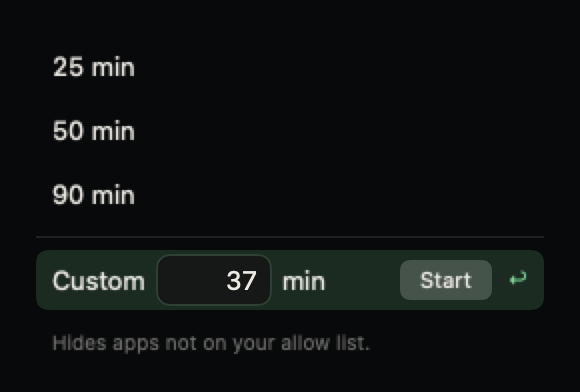 25 min
50 min
90 min
Custom 37 min Start
Hides apps not on your allow list.